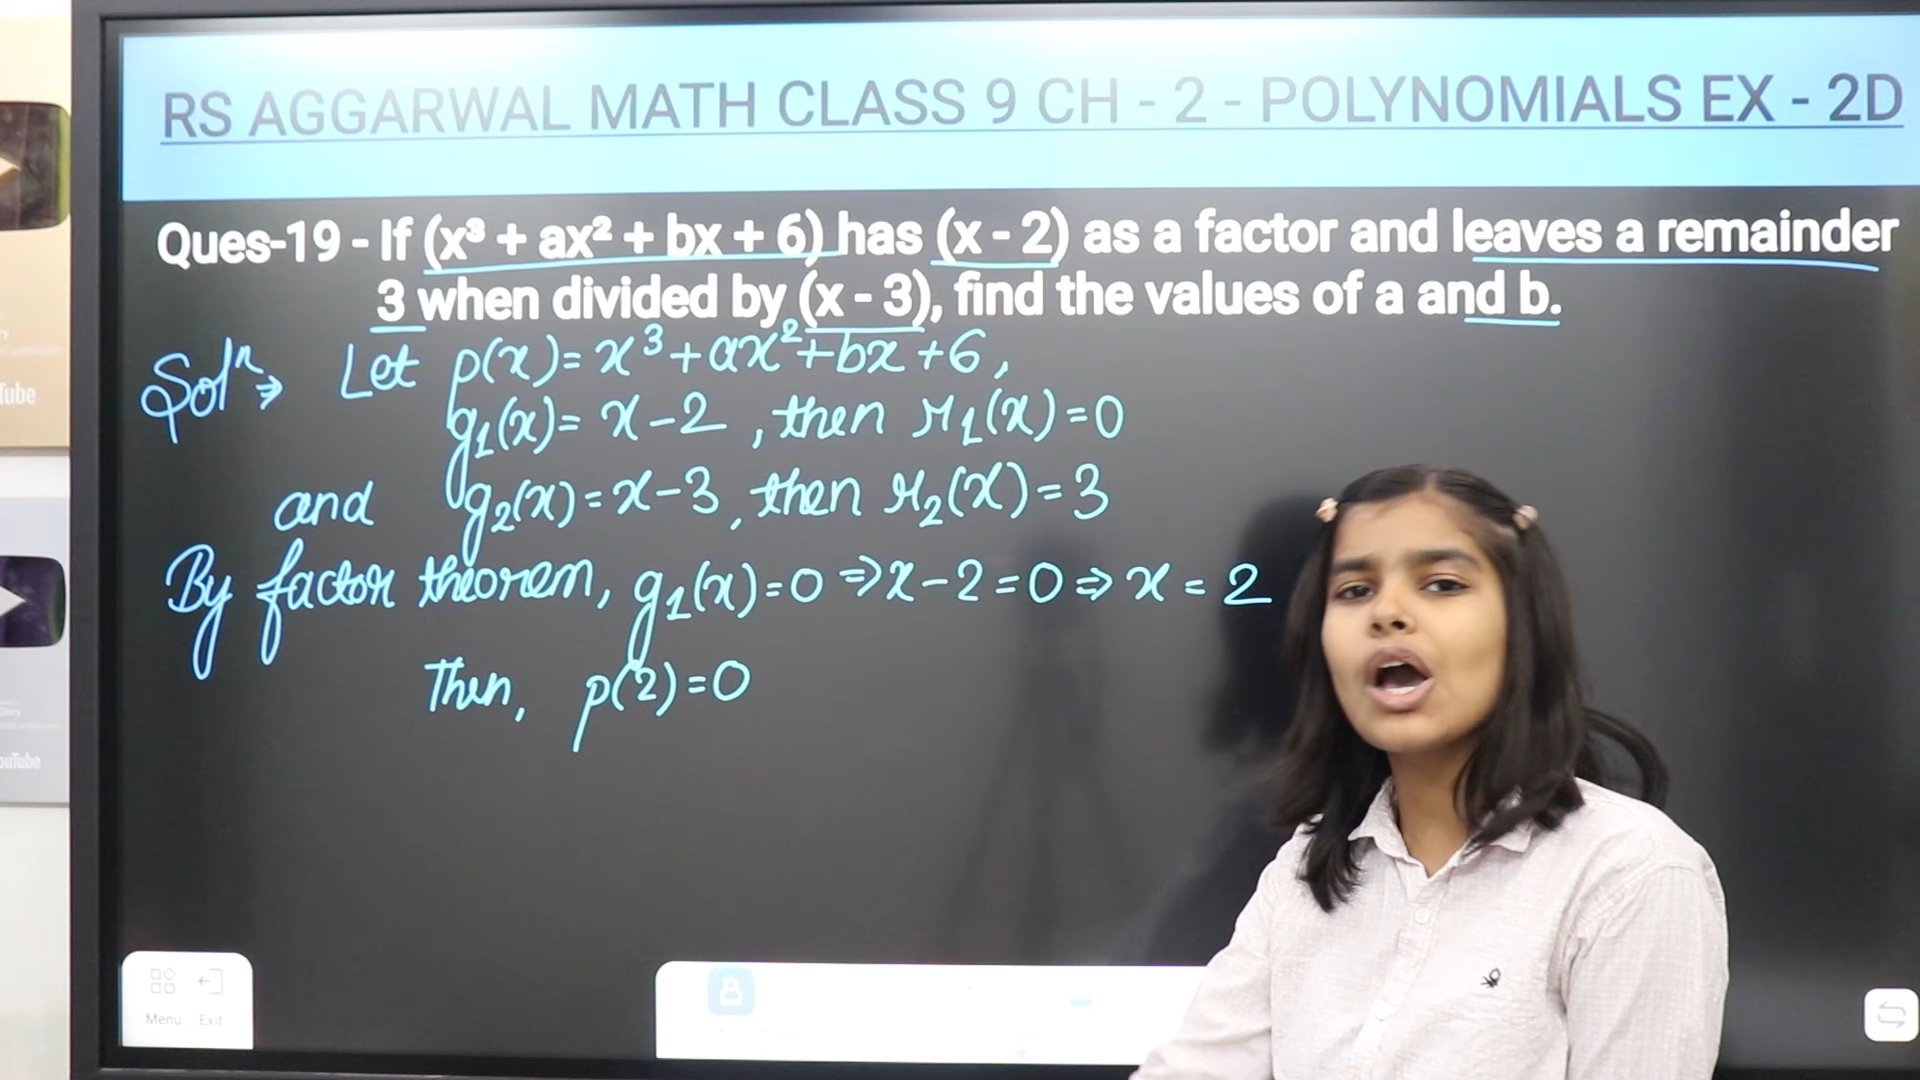 RS AGGARWAL MATH CLASS 9 CH - 2 - POLYNOMIALS EX - 2D
Ques-19 - If (x³ + ax² + bx + 6) has (x - 2) as a factor and leaves a remainder
3 when divided by (x - 3), find the values of a and b.
Solⁿ⇒ Let p(x)= x³+ax²+bx+6,
g₁(x)= x-2, then r₁(x)=0
and g₂(x)=x-3, then r₂(x)=3
By factor theorem, g₁(x)=0 ⇒x-2=0⇒ x = 2
Then, p(2)=0
Tube
ouTube
Menu Exit